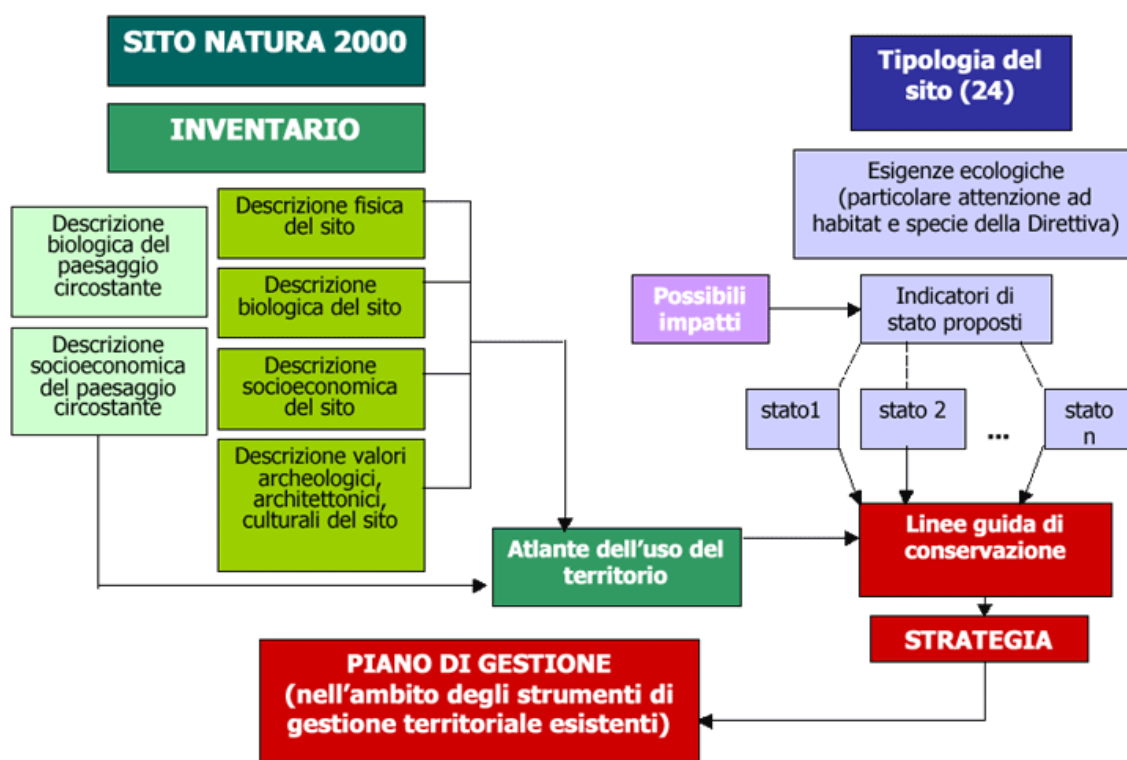 SITO NATURA 2000
INVENTARIO
Descrizione
biologica del
paesaggio
circostante
Descrizione
socioeconomica
del paesaggio
circostante
Descrizione fisica
del sito
Descrizione
biologica del sito
Descrizione
socioeconomica
del sito
Descrizione valori
archeologici,
architettonici,
culturali del sito
Atlante dell'uso del
territorio
Tipologia del
sito (24)
Esigenze ecologiche
(particolare attenzione ad
habitat e specie della Direttiva)
Possibili
impatti
Indicatori di
stato proposti
stato1
stato 2
...
stato
n
Linee guida di
conservazione
STRATEGIA
PIANO DI GESTIONE
(nell'ambito degli strumenti di
gestione territoriale esistenti)